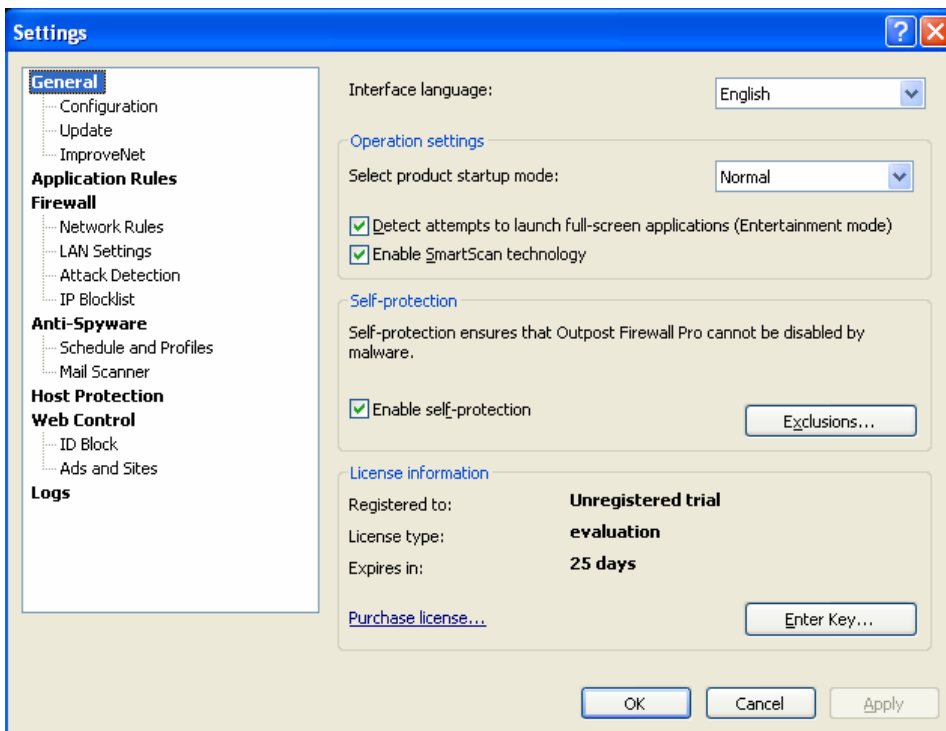 Settings
General
Configuration
Update
ImproveNet
Application Rules
Firewall
Network Rules
LAN Settings
Attack Detection
IP Blocklist
Anti-Spyware
Schedule and Profiles
Mail Scanner
Host Protection
Web Control
ID Block
Ads and Sites
Logs
Interface language: English
Operation settings
Select product startup mode: Normal
Detect attempts to launch full-screen applications (Entertainment mode)
Enable SmartScan technology
Self-protection
Self-protection ensures that Outpost Firewall Pro cannot be disabled by
malware.
Enable self-protection
Exclusions...
License information
Registered to: Unregistered trial
License type: evaluation
Expires in: 25 days
Purchase license...
Enter Key...
OK Cancel Apply